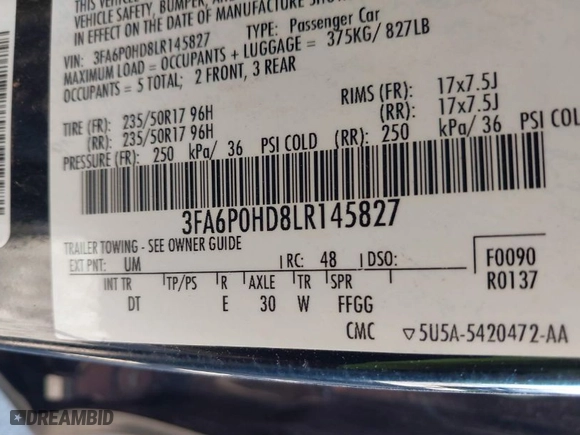 THIS VEHICLE
VEHICLE SAFETY, BUMPER, AND
IN EFFECT ON THE DATE OF MANUFACTURE SHOW
VIN: 3FA6P0HD8LR145827 TYPE: Passenger Car
MAXIMUM LOAD = OCCUPANTS + LUGGAGE = 375KG/ 827LB
OCCUPANTS = 5 TOTAL; 2 FRONT, 3 REAR
TIRE (FR): 235/50R17 96H RIMS (FR): 17x7.5J
(RR): 235/50R17 96H (RR): 17x7.5J
PRESSURE (FR): 250 kPa/ 36 PSI COLD (RR): 250 kPa/ 36 PSI COL
3FA6P0HD8LR145827
TRAILER TOWING - SEE OWNER GUIDE
EXT PNT: UM RC: 48 DSO: F0090
INT TR TP/PS R AXLE TR SPR R0137
DT E 30 W FFGG
CMC ▽5U5A-5420472-AA
DREAMBID